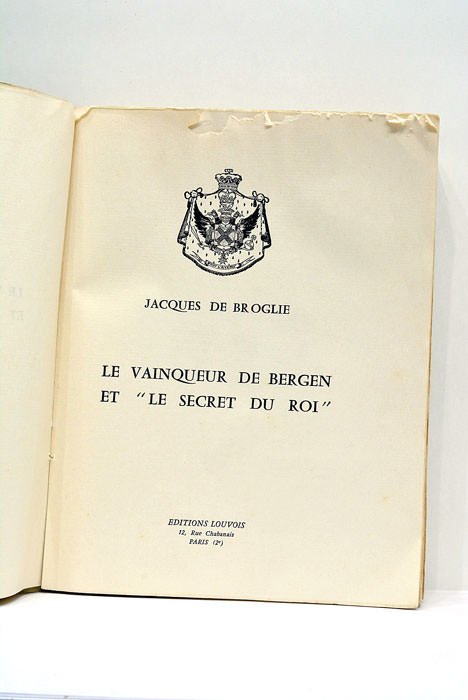 JACQUES DE BROGLIE
LE VAINQUEUR DE BERGEN
ET "LE SECRET DU ROI"
EDITIONS LOUVOIS
12, Rue Chabanais
PARIS (2e)